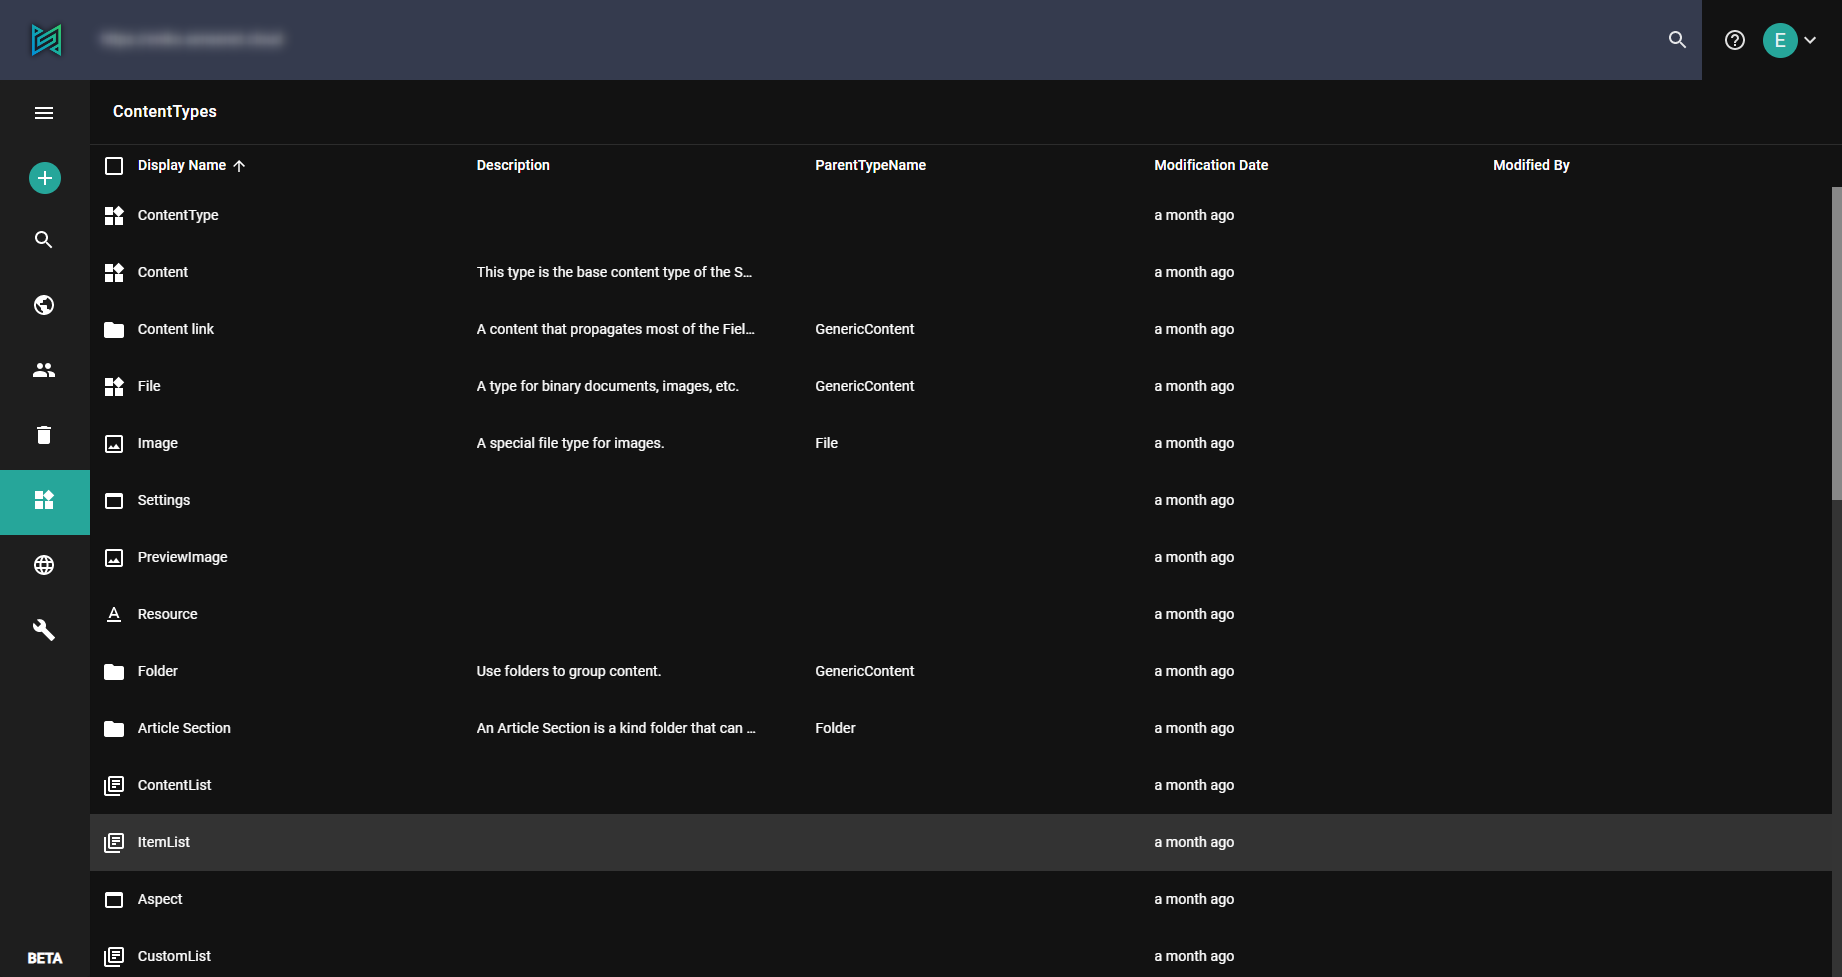 E
ContentTypes
Display Name Description ParentTypeName Modification Date Modified By
ContentType a month ago
Content This type is the base content type of the S... a month ago
Content link A content that propagates most of the Fiel... GenericContent a month ago
File A type for binary documents, images, etc. GenericContent a month ago
Image A special file type for images. File a month ago
Settings a month ago
PreviewImage a month ago
Resource a month ago
Folder Use folders to group content. GenericContent a month ago
Article Section An Article Section is a kind folder that can ... Folder a month ago
ContentList a month ago
ItemList a month ago
Aspect a month ago
CustomList a month ago
BETA